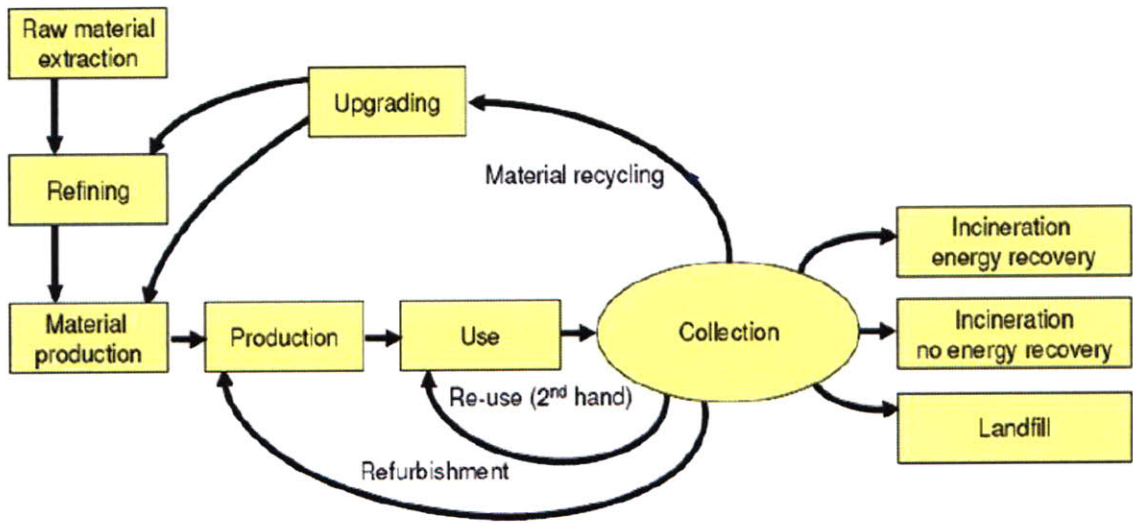 Raw material
extraction
Upgrading
Material recycling
Refining
Incineration
energy recovery
Material
production
Production
Use
Collection
Incineration
no energy recovery
Re-use (2nd hand)
Landfill
Refurbishment